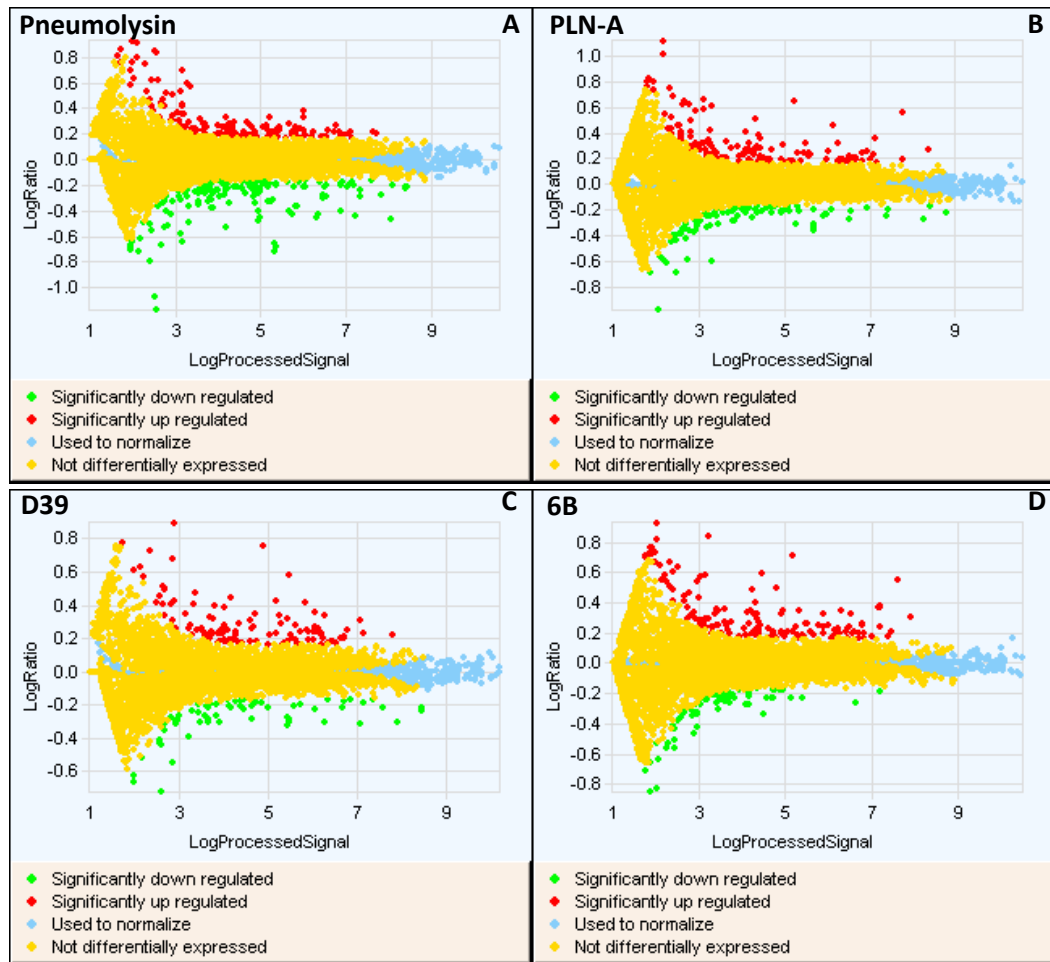 Pneumolysin A
0.8
0.6
0.4
0.2
0.0
-0.2
-0.4
-0.6
-0.8
-1.0
LogRatio
1 3 5 7 9
LogProcessedSignal
Significantly down regulated
Significantly up regulated
Used to normalize
Not differentially expressed
PLN-A B
1.0
0.8
0.6
0.4
0.2
0.0
-0.2
-0.4
-0.6
-0.8
LogRatio
1 3 5 7 9
LogProcessedSignal
Significantly down regulated
Significantly up regulated
Used to normalize
Not differentially expressed
D39 C
0.8
0.6
0.4
0.2
0.0
-0.2
-0.4
-0.6
LogRatio
1 3 5 7 9
LogProcessedSignal
Significantly down regulated
Significantly up regulated
Used to normalize
Not differentially expressed
6B D
0.8
0.6
0.4
0.2
0.0
-0.2
-0.4
-0.6
-0.8
LogRatio
1 3 5 7 9
LogProcessedSignal
Significantly down regulated
Significantly up regulated
Used to normalize
Not differentially expressed